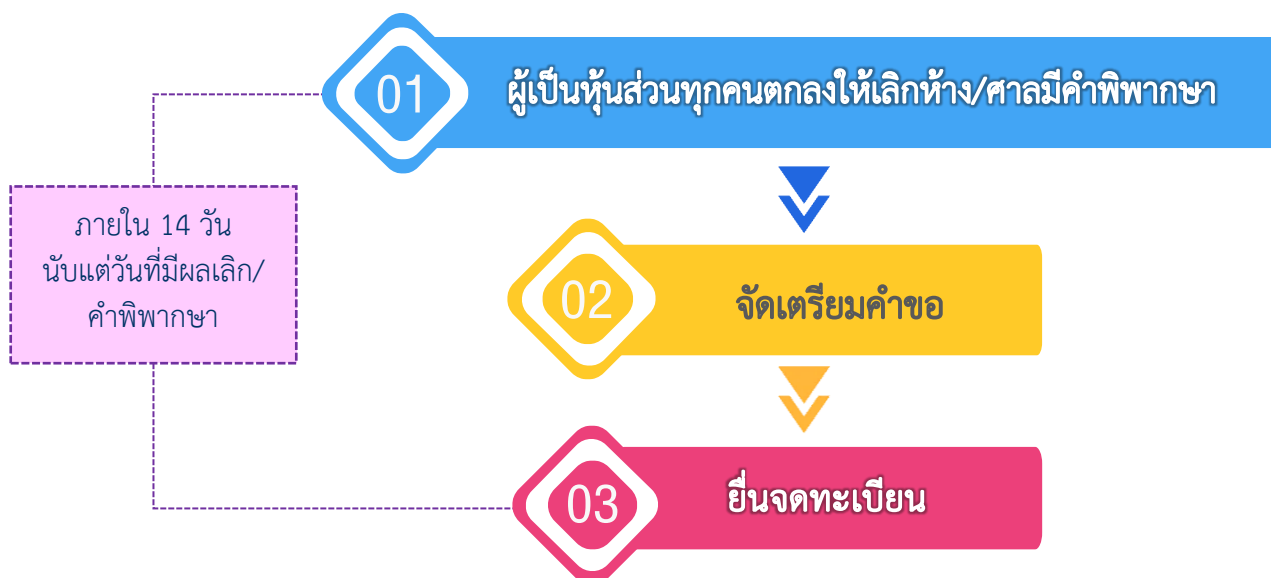 01
ผู้เป็นหุ้นส่วนทุกคนตกลงให้เลิกห้าง/ศาลมีคำพิพากษา
ภายใน 14 วัน
นับแต่วันที่มีผลเลิก/
คำพิพากษา
02
จัดเตรียมคำขอ
03
ยื่นจดทะเบียน